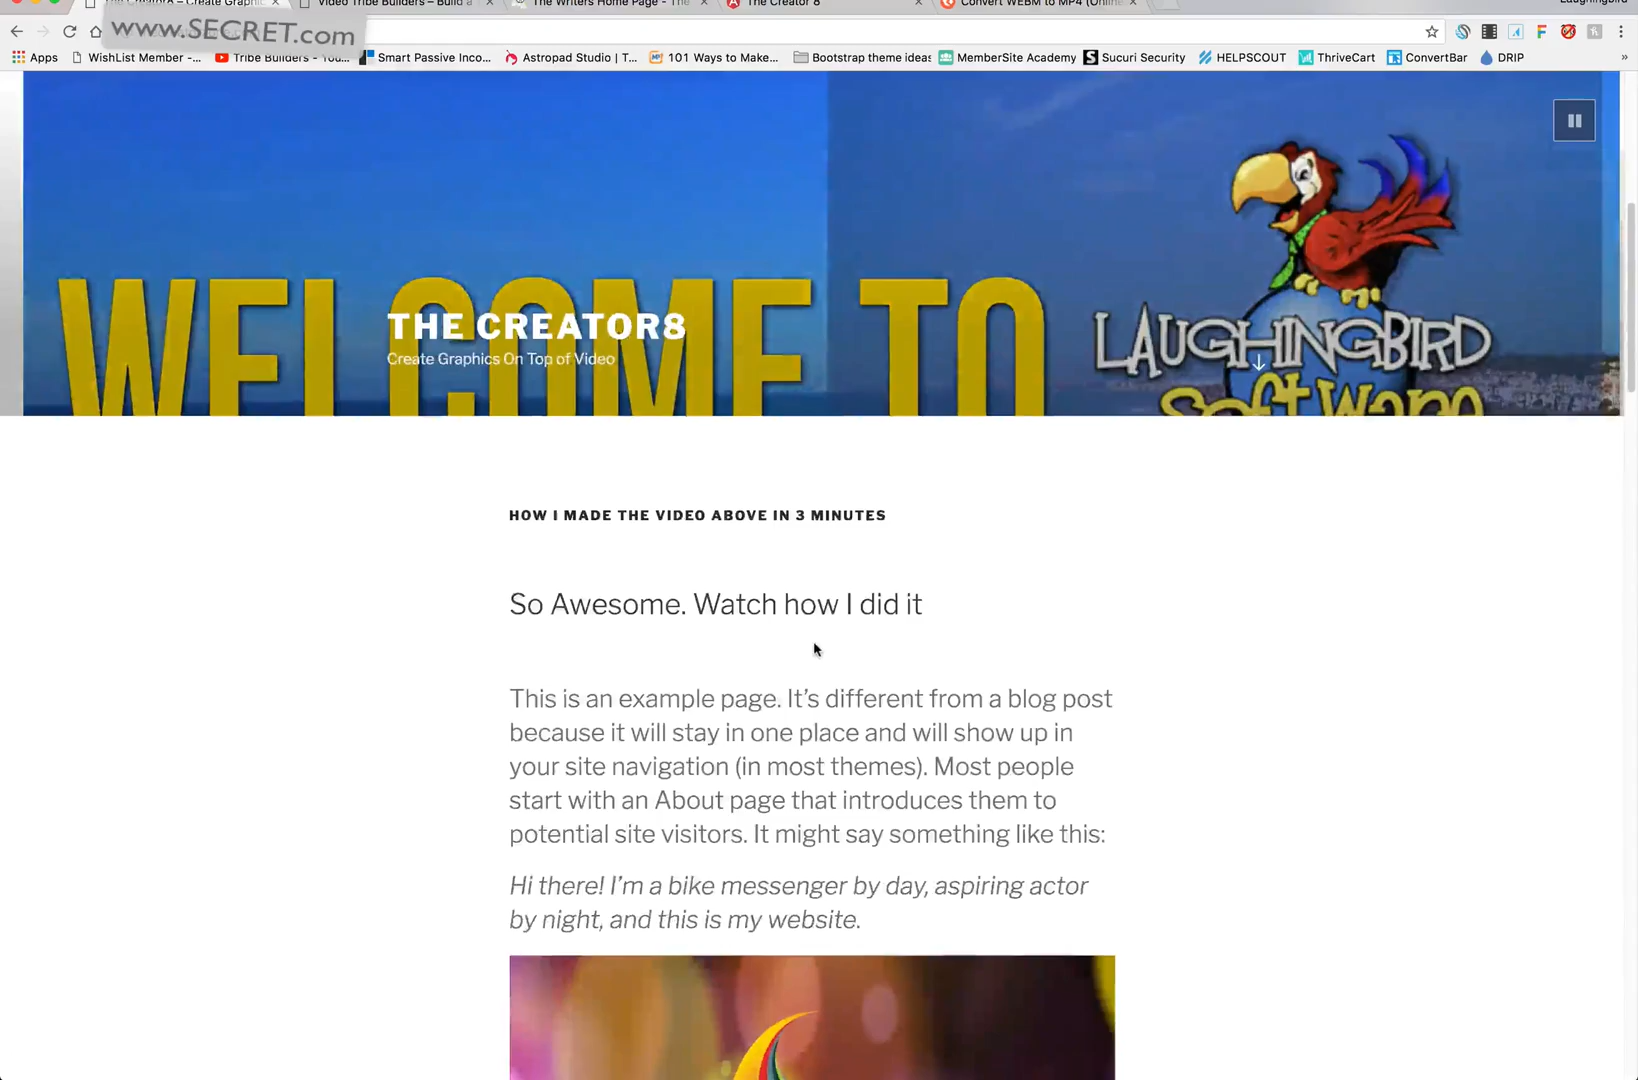 Video Tribe Builders – Build a
The Writers Home Page - The
The Creator 8
Convert WEBM to MP4 (Online
www.SECRET.com
Apps
WishList Member -...
Tribe Builders - You...
Smart Passive Inco...
Astropad Studio | T...
101 Ways to Make...
Bootstrap theme ideas
MemberSite Academy
Sucuri Security
HELPSCOUT
ThriveCart
ConvertBar
DRIP
WELCOME TO
LAUGHINGBIRD
SOFTWARE
THE CREATOR8
Create Graphics On Top of Video
HOW I MADE THE VIDEO ABOVE IN 3 MINUTES
So Awesome. Watch how I did it
This is an example page. It’s different from a blog post
because it will stay in one place and will show up in
your site navigation (in most themes). Most people
start with an About page that introduces them to
potential site visitors. It might say something like this:
Hi there! I’m a bike messenger by day, aspiring actor
by night, and this is my website.